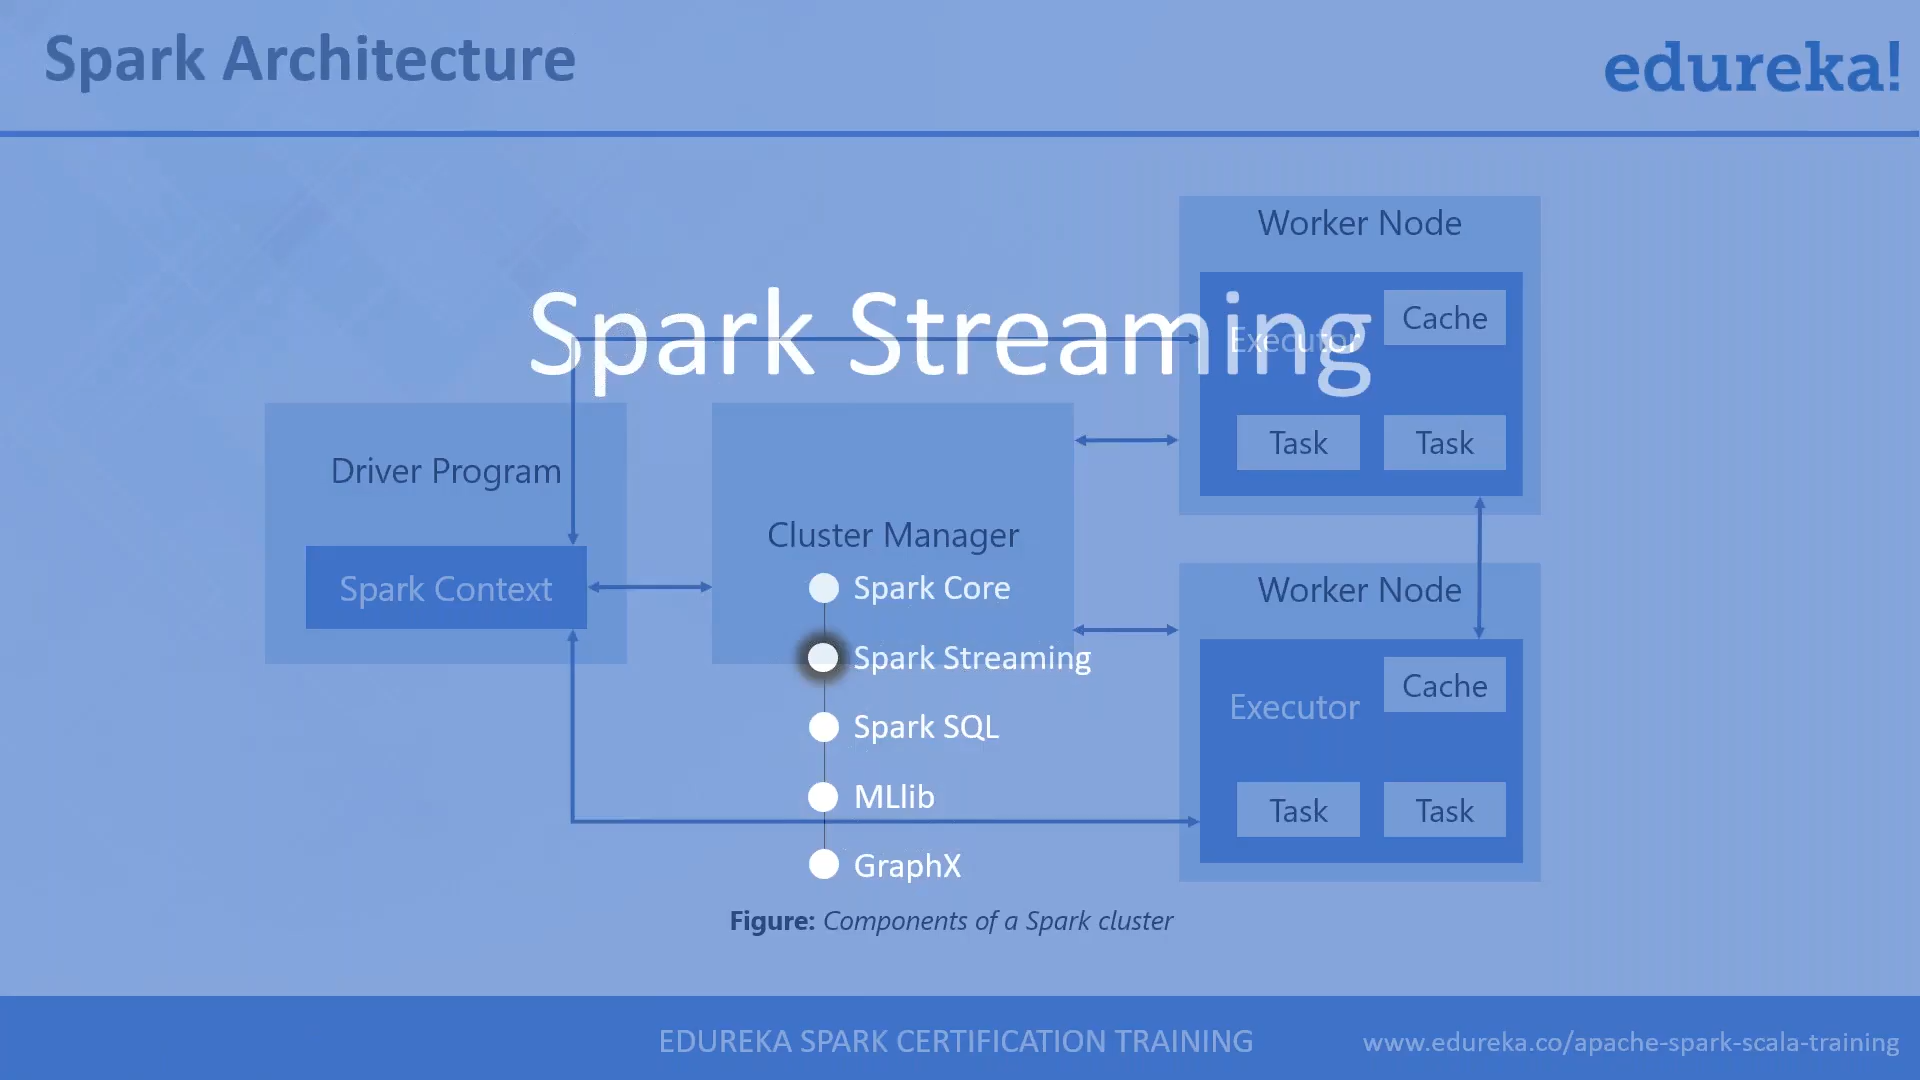 Spark Architecture
edureka!
Worker Node
Cache
Executor
Spark Streaming
Task
Task
Driver Program
Spark Context
Cluster Manager
Spark Core
Spark Streaming
Spark SQL
MLlib
GraphX
Worker Node
Cache
Executor
Task
Task
Figure: Components of a Spark cluster
EDUREKA SPARK CERTIFICATION TRAINING
www.edureka.co/apache-spark-scala-training